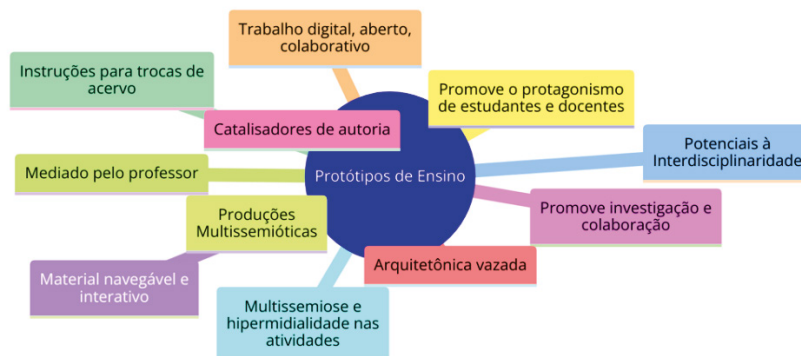 Trabalho digital, aberto,
colaborativo
Instruções para trocas de
acervo
Promove o protagonismo
de estudantes e docentes
Catalisadores de autoria
Potenciais à
Interdisciplinaridade
Mediado pelo professor
Protótipos de Ensino
Produções
Multissemióticas
Promove investigação e
colaboração
Arquitetônica vazada
Material navegável e
interativo
Multissemiose e
hipermidialidade nas
atividades